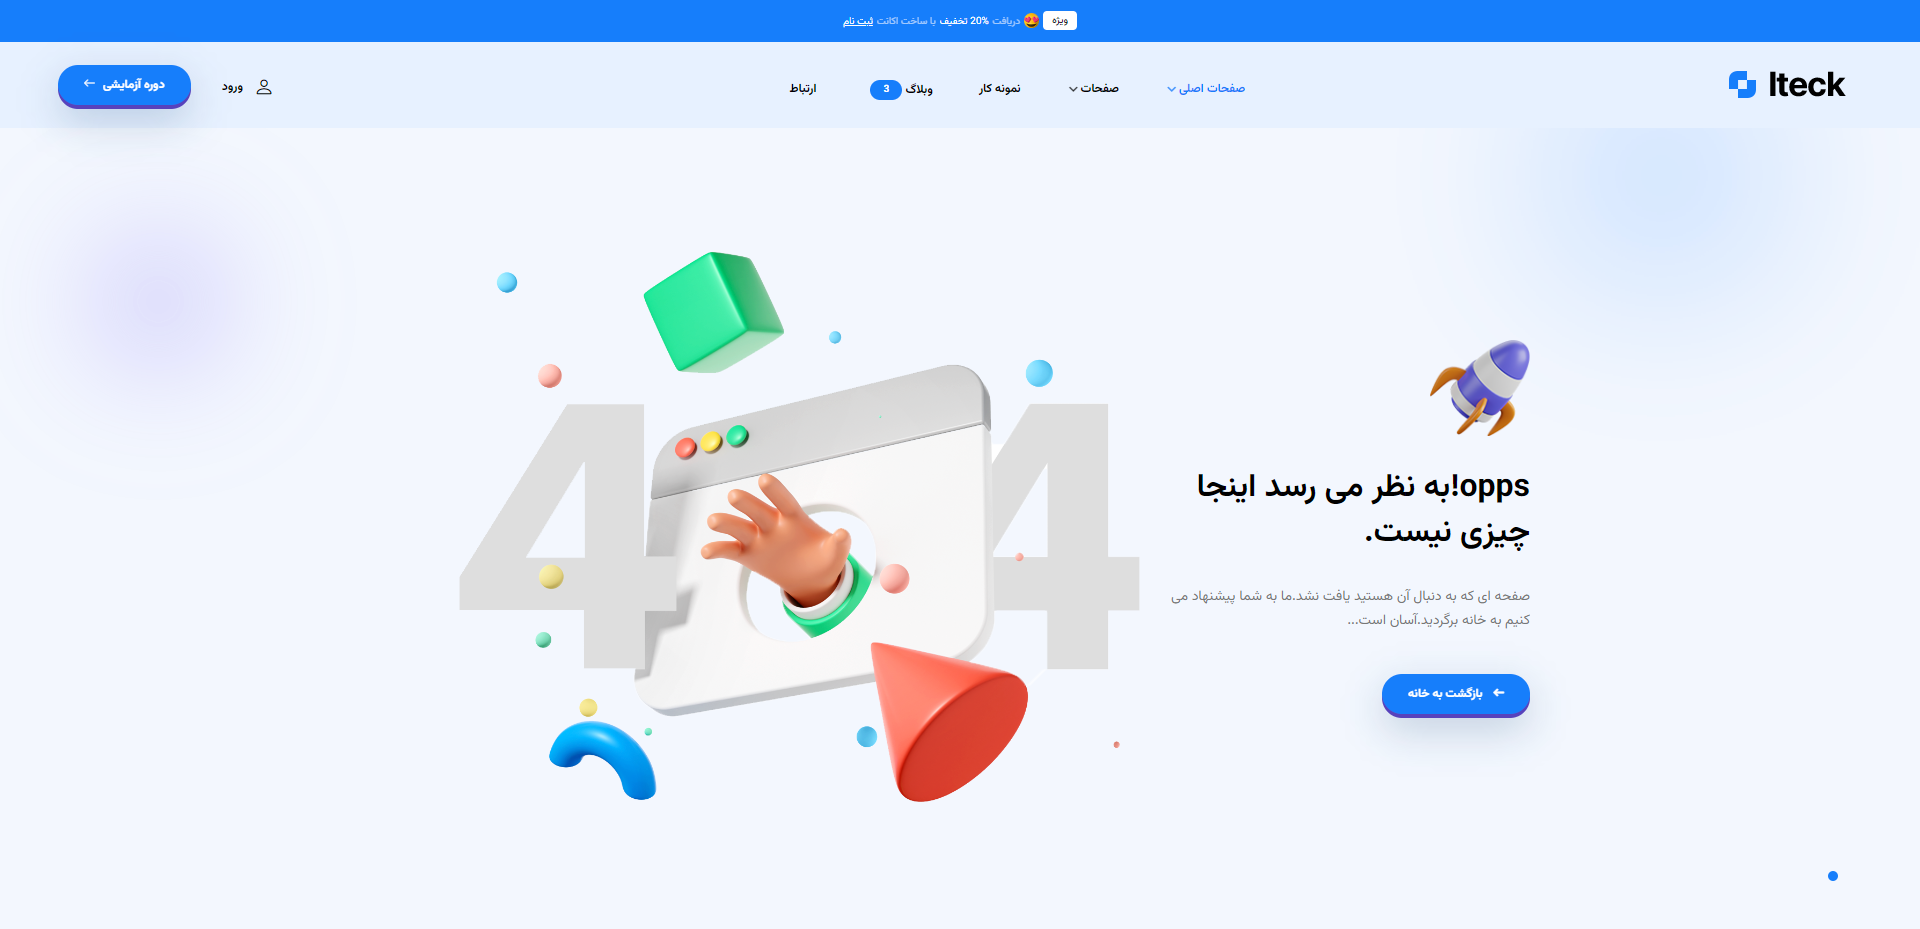 ویژه 😍 دریافت 20% تخفیف با ساخت اکانت ثبت نام
Iteck
صفحات اصلی
صفحات
نمونه کار
وبلاگ 3
ارتباط
ورود
دوره آزمایشی
4 4
opps!به نظر می رسد اینجا
چیزی نیست.
صفحه ای که به دنبال آن هستید یافت نشد.ما به شما پیشنهاد می
کنیم به خانه برگردید.آسان است...
بازگشت به خانه